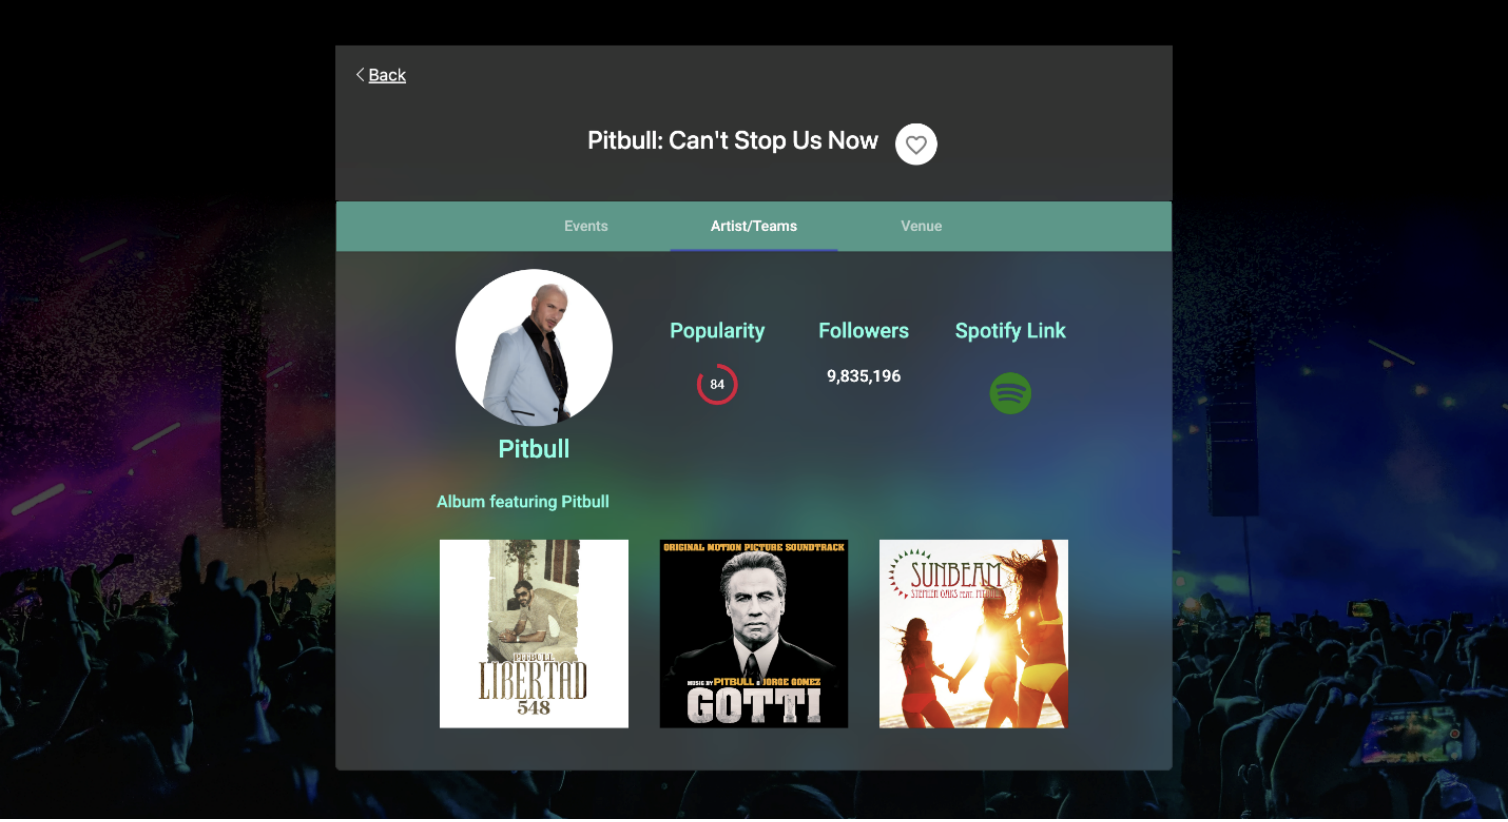 Back
Pitbull: Can't Stop Us Now
Events
Artist/Teams
Venue
Popularity
Followers
Spotify Link
84
9,835,196
Pitbull
Album featuring Pitbull
PITBULL
LIBERTAD
548
ORIGINAL MOTION PICTURE SOUNDTRACK
MUSIC BY PITBULL & JORGE GOMEZ
GOTTI
SUNBEAM
STEPHEN OAKS FEAT. PITBULL